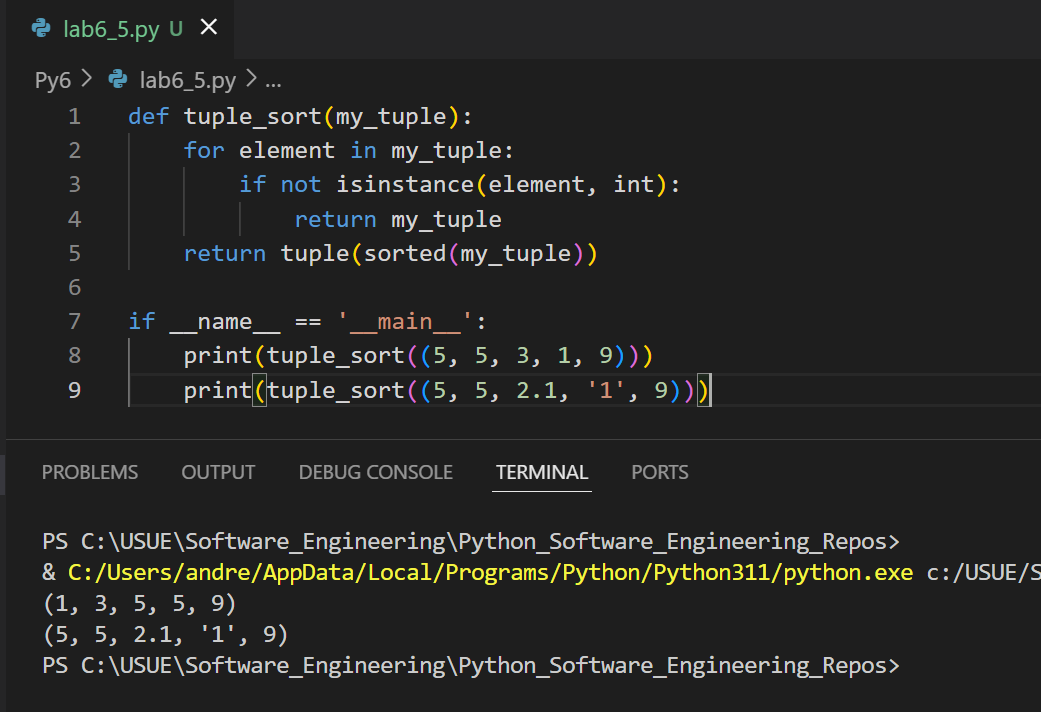 lab6_5.py U ×
Py6 > lab6_5.py > ...
1 def tuple_sort(my_tuple):
2     for element in my_tuple:
3         if not isinstance(element, int):
4             return my_tuple
5     return tuple(sorted(my_tuple))
6
7 if __name__ == '__main__':
8     print(tuple_sort((5, 5, 3, 1, 9)))
9     print(tuple_sort((5, 5, 2.1, '1', 9)))
PROBLEMS OUTPUT DEBUG CONSOLE TERMINAL PORTS
PS C:\USUE\Software_Engineering\Python_Software_Engineering_Repos>
& C:/Users/andre/AppData/Local/Programs/Python/Python311/python.exe c:/USUE/S
(1, 3, 5, 5, 9)
(5, 5, 2.1, '1', 9)
PS C:\USUE\Software_Engineering\Python_Software_Engineering_Repos>